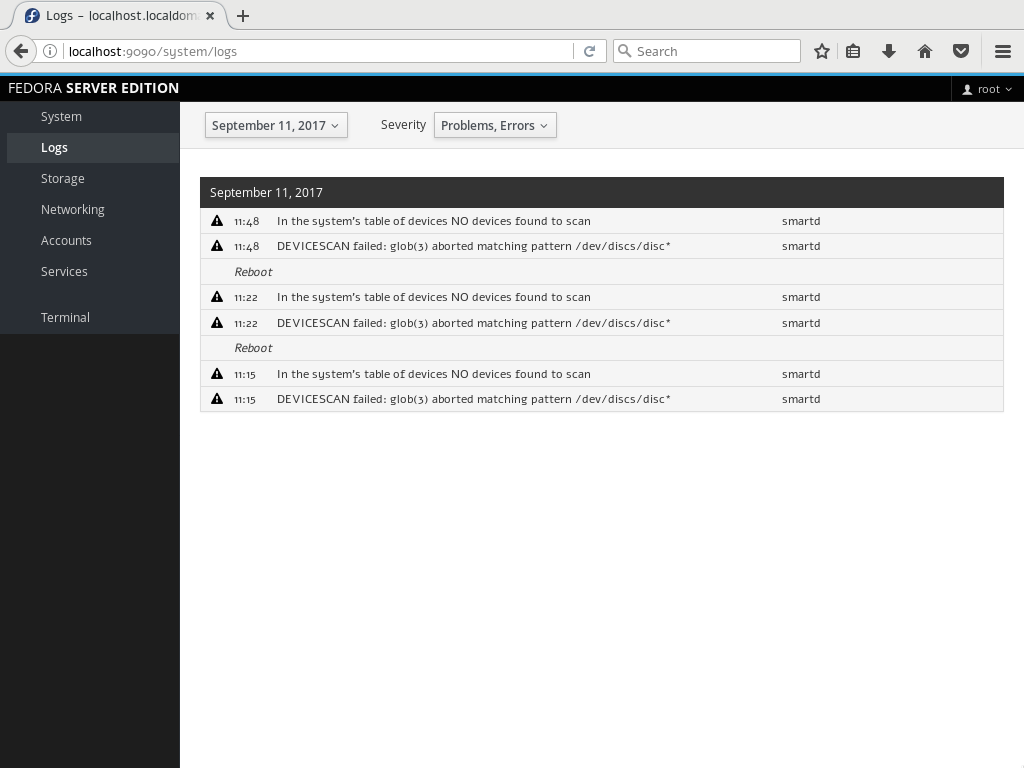 Logs - localhost.localdom
localhost:9090/system/logs
Search
FEDORA SERVER EDITION
root
System
Logs
Storage
Networking
Accounts
Services
Terminal
September 11, 2017
Severity
Problems, Errors
September 11, 2017
11:48 In the system's table of devices NO devices found to scan smartd
11:48 DEVICESCAN failed: glob(3) aborted matching pattern /dev/discs/disc* smartd
Reboot
11:22 In the system's table of devices NO devices found to scan smartd
11:22 DEVICESCAN failed: glob(3) aborted matching pattern /dev/discs/disc* smartd
Reboot
11:15 In the system's table of devices NO devices found to scan smartd
11:15 DEVICESCAN failed: glob(3) aborted matching pattern /dev/discs/disc* smartd